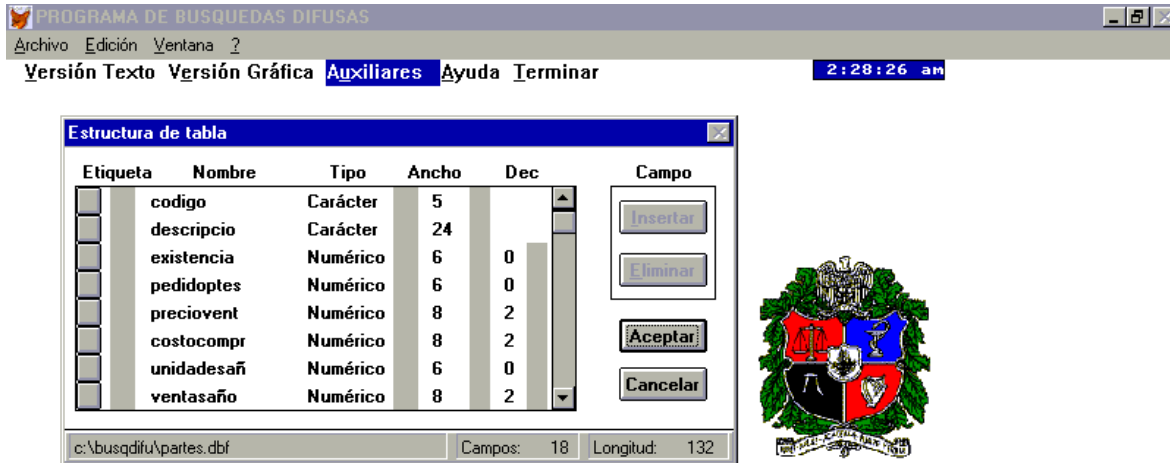 PROGRAMA DE BUSQUEDAS DIFUSAS
Archivo Edición Ventana ?
Versión Texto Versión Gráfica Auxiliares Ayuda Terminar 2:28:26 am
Estructura de tabla
Etiqueta Nombre Tipo Ancho Dec Campo
codigo Carácter 5
Insertar
descripcio Carácter 24
existencia Numérico 6 0
Eliminar
pedidoptes Numérico 6 0
preciovent Numérico 8 2
costocompr Numérico 8 2
Aceptar
unidadesañ Numérico 6 0
Cancelar
ventasaño Numérico 8 2
c:\busqdifu\partes.dbf Campos: 18 Longitud: 132